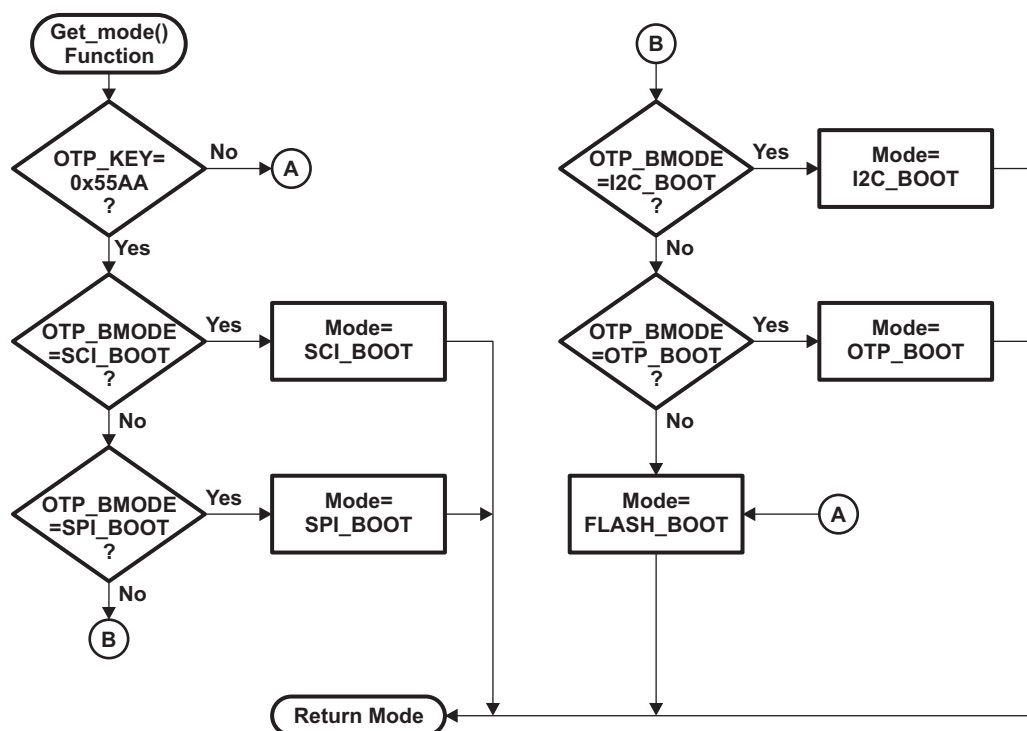 Get_mode()
Function
OTP_KEY=
0x55AA
?
No
A
Yes
OTP_BMODE
=SCI_BOOT
?
Yes
Mode=
SCI_BOOT
No
OTP_BMODE
=SPI_BOOT
?
Yes
Mode=
SPI_BOOT
No
B
B
OTP_BMODE
=I2C_BOOT
?
Yes
Mode=
I2C_BOOT
No
OTP_BMODE
=OTP_BOOT
?
Yes
Mode=
OTP_BOOT
No
Mode=
FLASH_BOOT
A
Return Mode